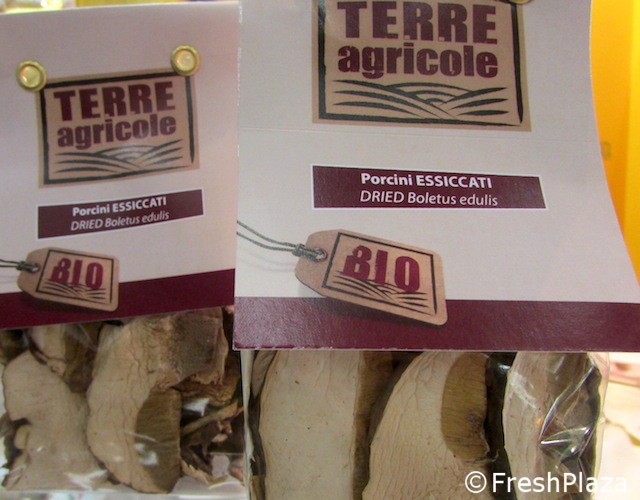 TERRE
agricole
Porcini ESSICCATI
DRIED Boletus edulis
BIO
TERRE
agricole
Porcini ESSICCATI
DRIED Boletus edulis
BIO
©FreshPlaza